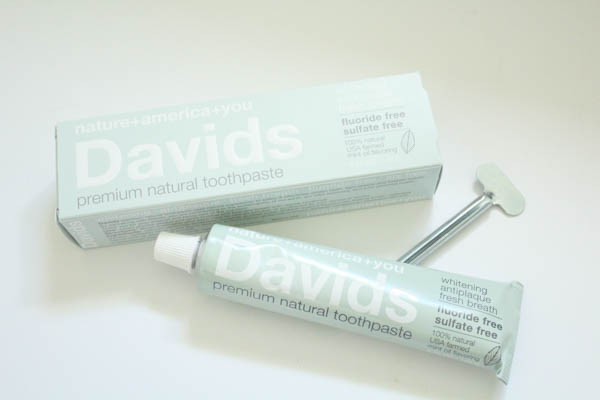 nature+america+you
Davids
premium natural toothpaste
fluoride free
sulfate free
100% natural
USA farmed
mint oil flavoring
nature+america+you
Davids
premium natural toothpaste
whitening
antiplaque
fresh breath
fluoride free
sulfate free
100% natural
USA farmed
mint oil flavoring